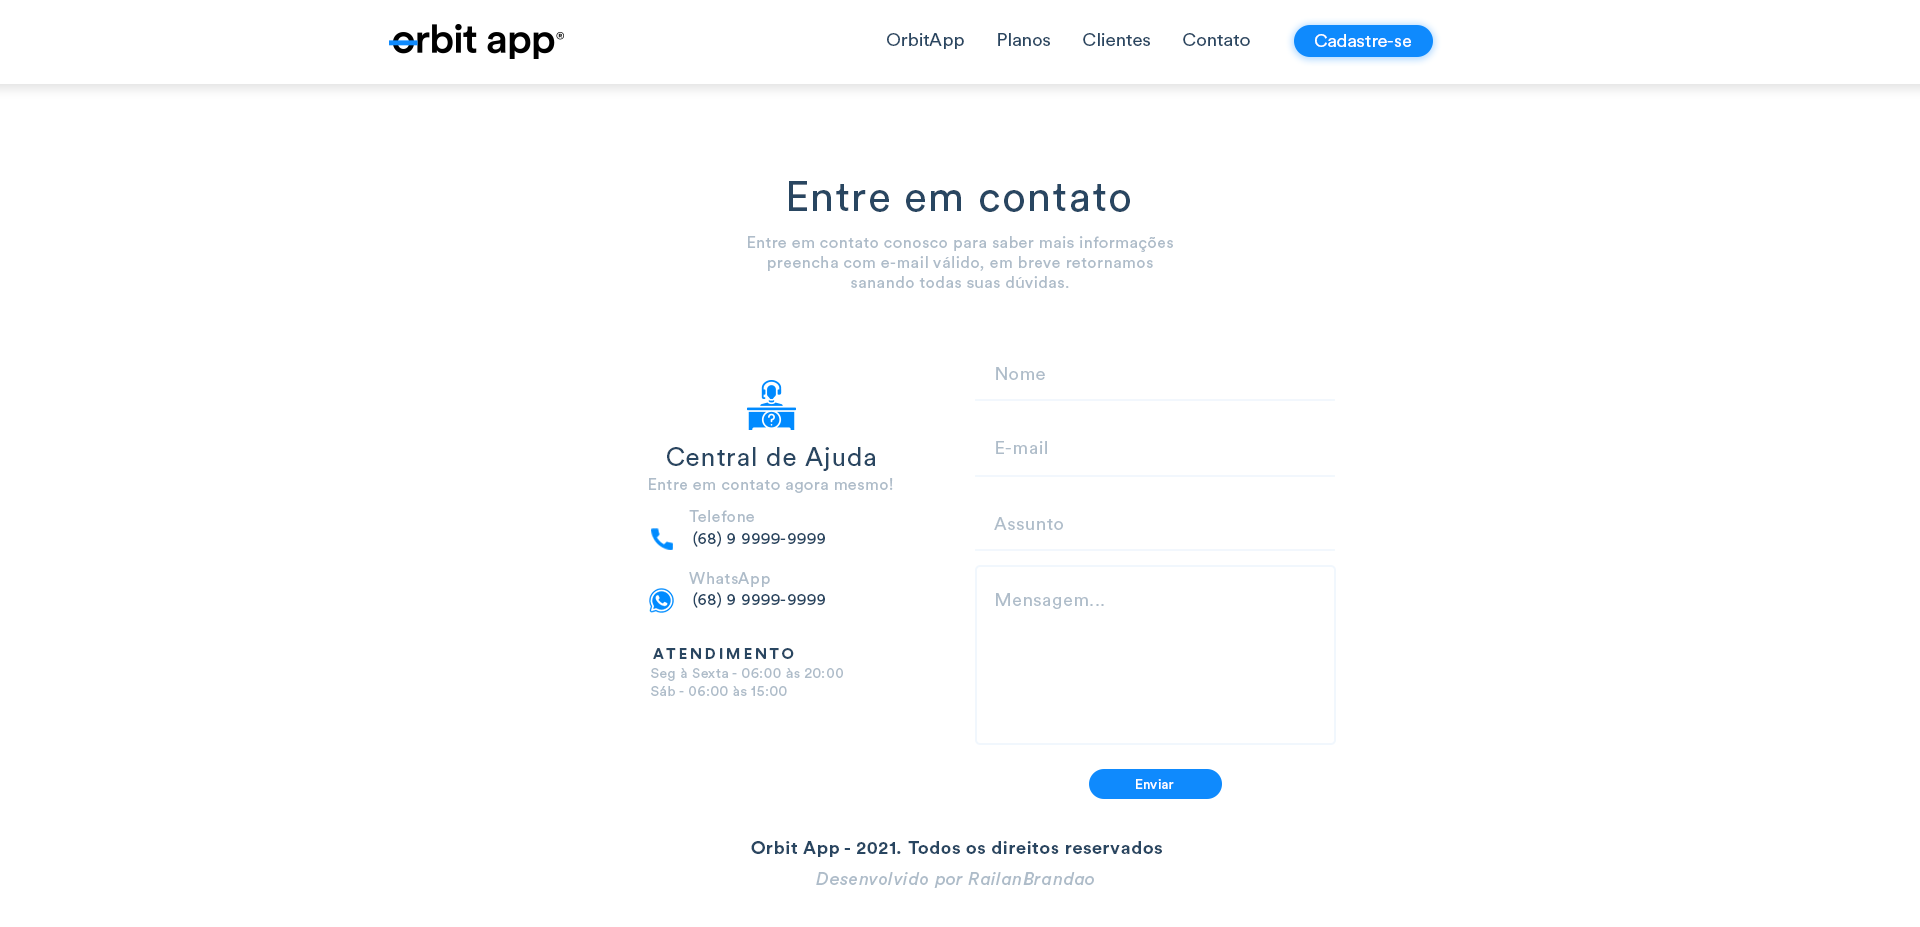 orbit app®
OrbitApp
Planos
Clientes
Contato
Cadastre-se
Entre em contato
Entre em contato conosco para saber mais informações
preencha com e-mail válido, em breve retornamos
sanando todas suas dúvidas.
?
Central de Ajuda
Entre em contato agora mesmo!
Telefone
(68) 9 9999-9999
WhatsApp
(68) 9 9999-9999
ATENDIMENTO
Seg à Sexta - 06:00 às 20:00
Sáb - 06:00 às 15:00
Nome
E-mail
Assunto
Mensagem...
Enviar
Orbit App - 2021. Todos os direitos reservados
Desenvolvido por RailanBrandao